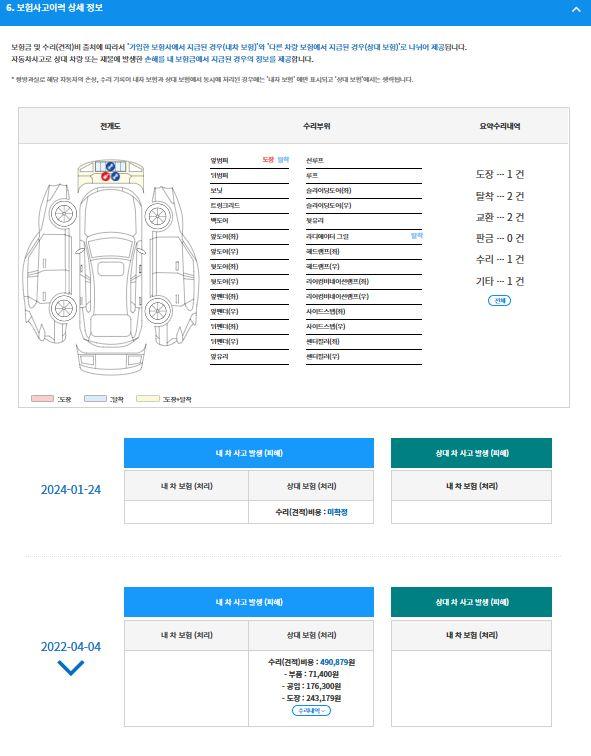 6. 보험사고이력 상세 정보
보험금 및 수리(견적)비 출처에 따라서 '가입한 보험사에서 지급된 경우(내차 보험)'와 '다른 차량 보험에서 지급된 경우(상대 보험)'로 나뉘어 제공됩니다.
자동차사고로 상대 차량 또는 재물에 발생한 손해를 내 보험금에서 지급된 경우의 정보를 제공합니다.
* 쌍방과실로 해당 자동차의 손상, 수리 기록이 내차 보험과 상대 보험에서 동시에 처리된 경우에는 '내차 보험' 에만 표시되고 '상대 보험'에서는 생략됩니다.
전개도 수리부위 요약수리내역
앞범퍼 도장 탈착 선루프
뒤범퍼 루프
보닛 슬라이딩도어(좌)
트렁크리드 슬라이딩도어(우)
백도어 뒷유리
앞도어(좌) 라디에이터 그릴 탈착
앞도어(우) 헤드램프(좌)
뒷도어(좌) 헤드램프(우)
뒷도어(우) 리어컴비네이션램프(좌)
앞펜더(좌) 리어컴비네이션램프(우)
앞펜더(우) 사이드스텝(좌)
뒤펜더(좌) 사이드스텝(우)
뒤펜더(우) 센터필러(좌)
앞유리 센터필러(우)
도장 ··· 1 건
탈착 ··· 2 건
교환 ··· 2 건
판금 ··· 0 건
수리 ··· 1 건
기타 ··· 1 건
전체
:도장 :탈착 :도장+탈착
2024-01-24
내 차 사고 발생 (피해) 상대 차 사고 발생 (피해)
내 차 보험 (처리) 상대 보험 (처리) 내 차 보험 (처리)
수리(견적)비용 : 미확정
2022-04-04
내 차 사고 발생 (피해) 상대 차 사고 발생 (피해)
내 차 보험 (처리) 상대 보험 (처리) 내 차 보험 (처리)
수리(견적)비용 : 490,879원
- 부품 : 71,400원
- 공임 : 176,300원
- 도장 : 243,179원
수리내역